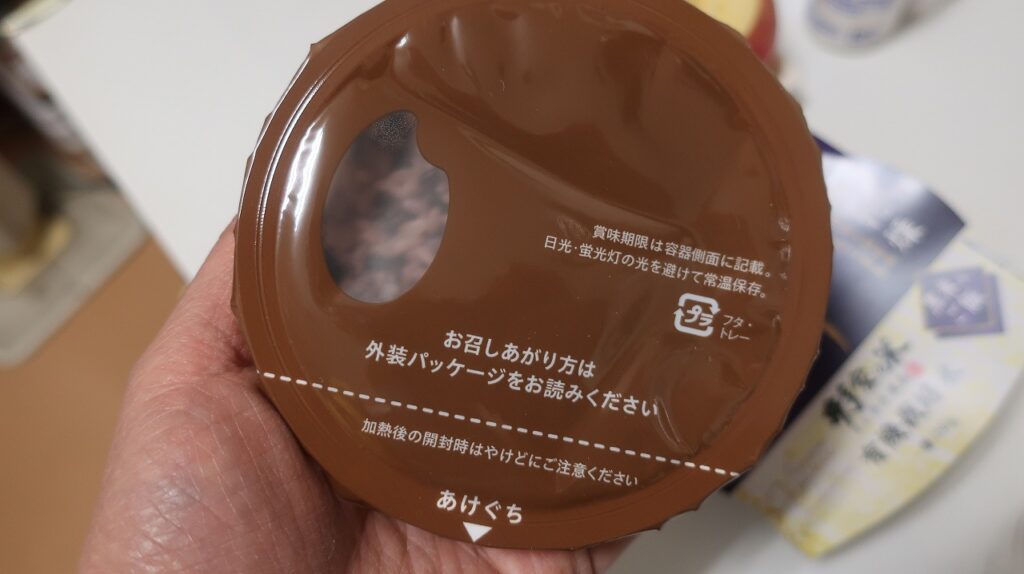 賞味期限は容器側面に記載。
日光・蛍光灯の光を避けて常温保存。
プラ
フタ・
トレー
お召しあがり方は
外装パッケージをお読みください
加熱後の開封時はやけどにご注意ください
あけぐち
有機栽培